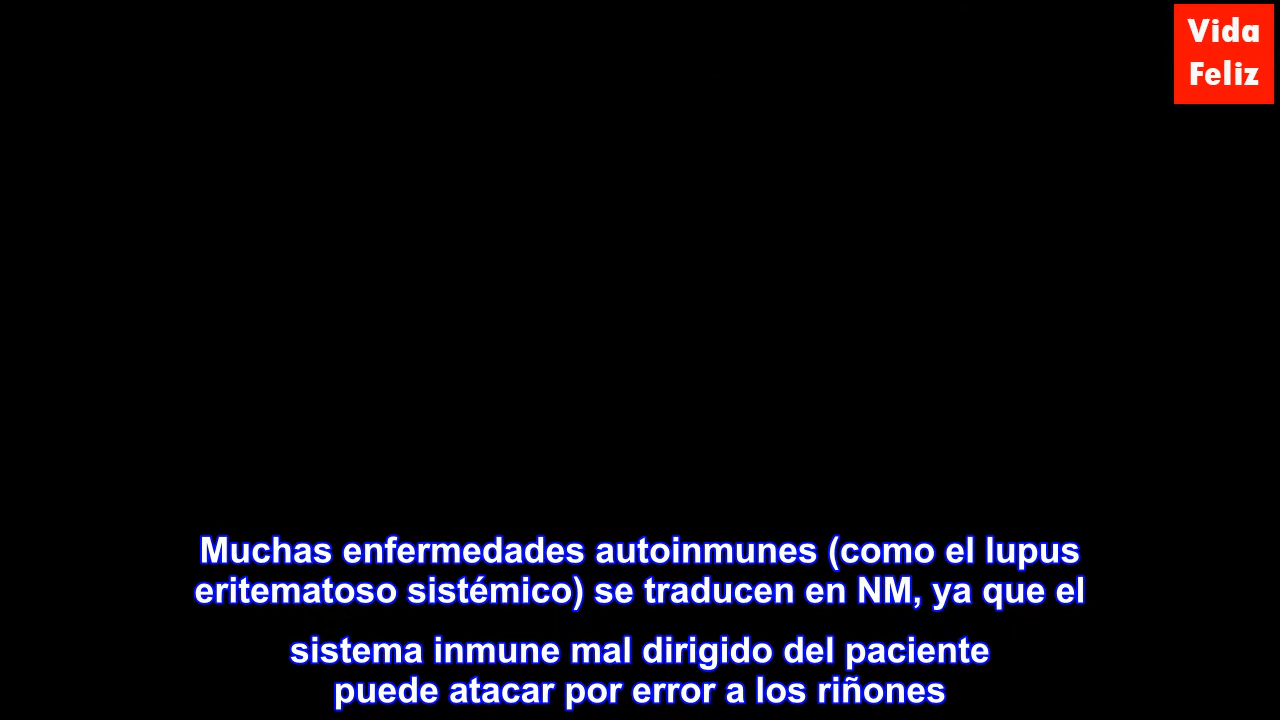 Vida
Feliz
Muchas enfermedades autoinmunes (como el lupus
eritematoso sistémico) se traducen en NM, ya que el
sistema inmune mal dirigido del paciente
puede atacar por error a los riñones